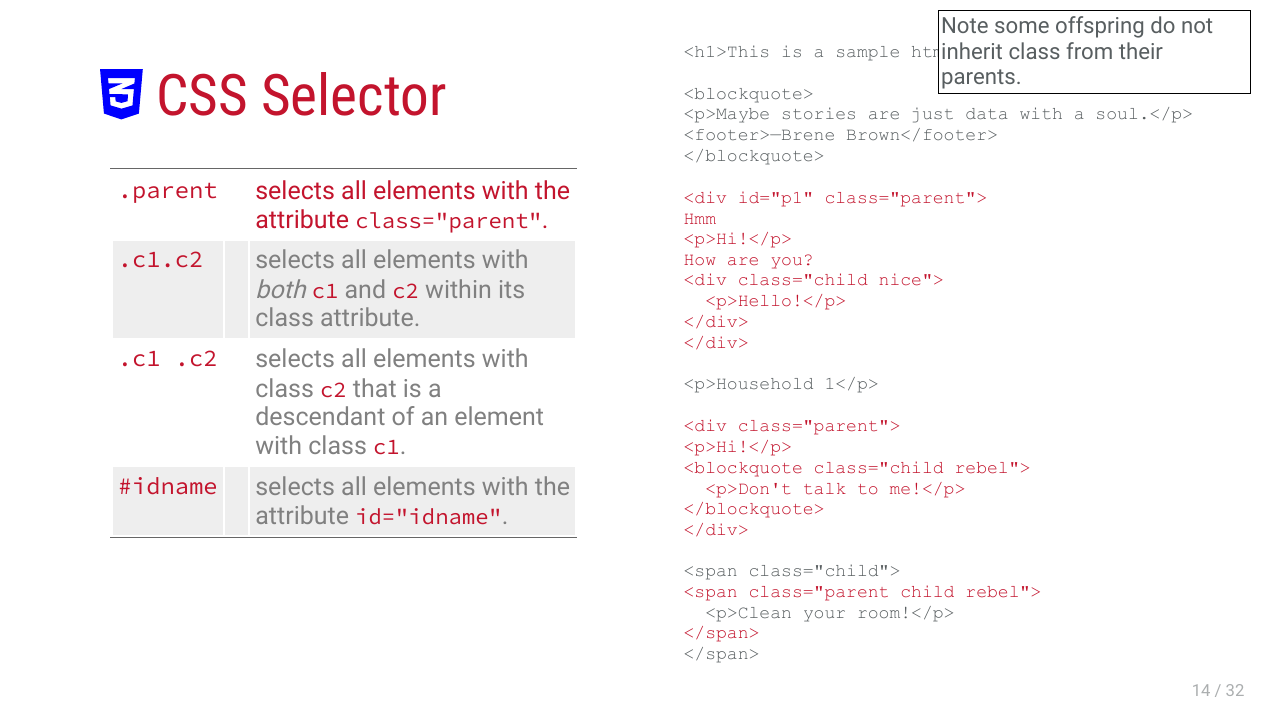 CSS Selector
.parent selects all elements with the
attribute class="parent".
.c1.c2 selects all elements with
both c1 and c2 within its
class attribute.
.c1 .c2 selects all elements with
class c2 that is a
descendant of an element
with class c1.
#idname selects all elements with the
attribute id="idname".
Note some offspring do not
inherit class from their
parents.
<h1>This is a sample
<blockquote>
<p>Maybe stories are just data with a soul.</p>
<footer>—Brene Brown</footer>
</blockquote>
<div id="p1" class="parent">
Hmm
<p>Hi!</p>
How are you?
<div class="child nice">
<p>Hello!</p>
</div>
</div>
<p>Household 1</p>
<div class="parent">
<p>Hi!</p>
<blockquote class="child rebel">
<p>Don't talk to me!</p>
</blockquote>
</div>
<span class="child">
<span class="parent child rebel">
<p>Clean your room!</p>
</span>
</span>
14 / 32